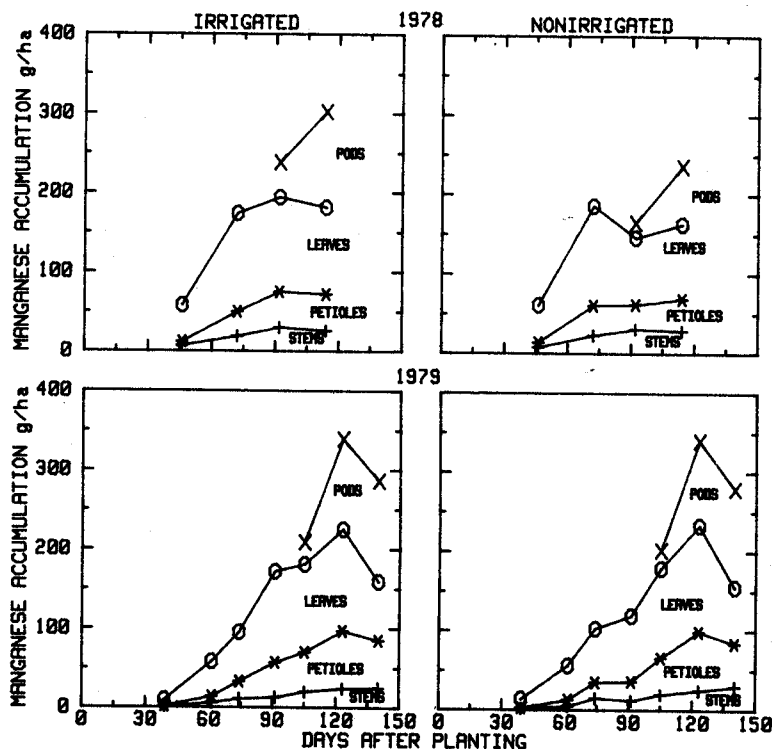 IRRIGATED 1978 NONIRRIGATED
MANGANESE ACCUMULATION g/ha
400
300
200
100
0
PODS
LEAVES
PETIOLES
STEMS
PODS
LEAVES
PETIOLES
STEMS
1979
MANGANESE ACCUMULATION g/ha
400
300
200
100
0
PODS
LEAVES
PETIOLES
STEMS
PODS
LEAVES
PETIOLES
STEMS
0 30 60 90 120 150 0 30 60 90 120 150
DAYS AFTER PLANTING